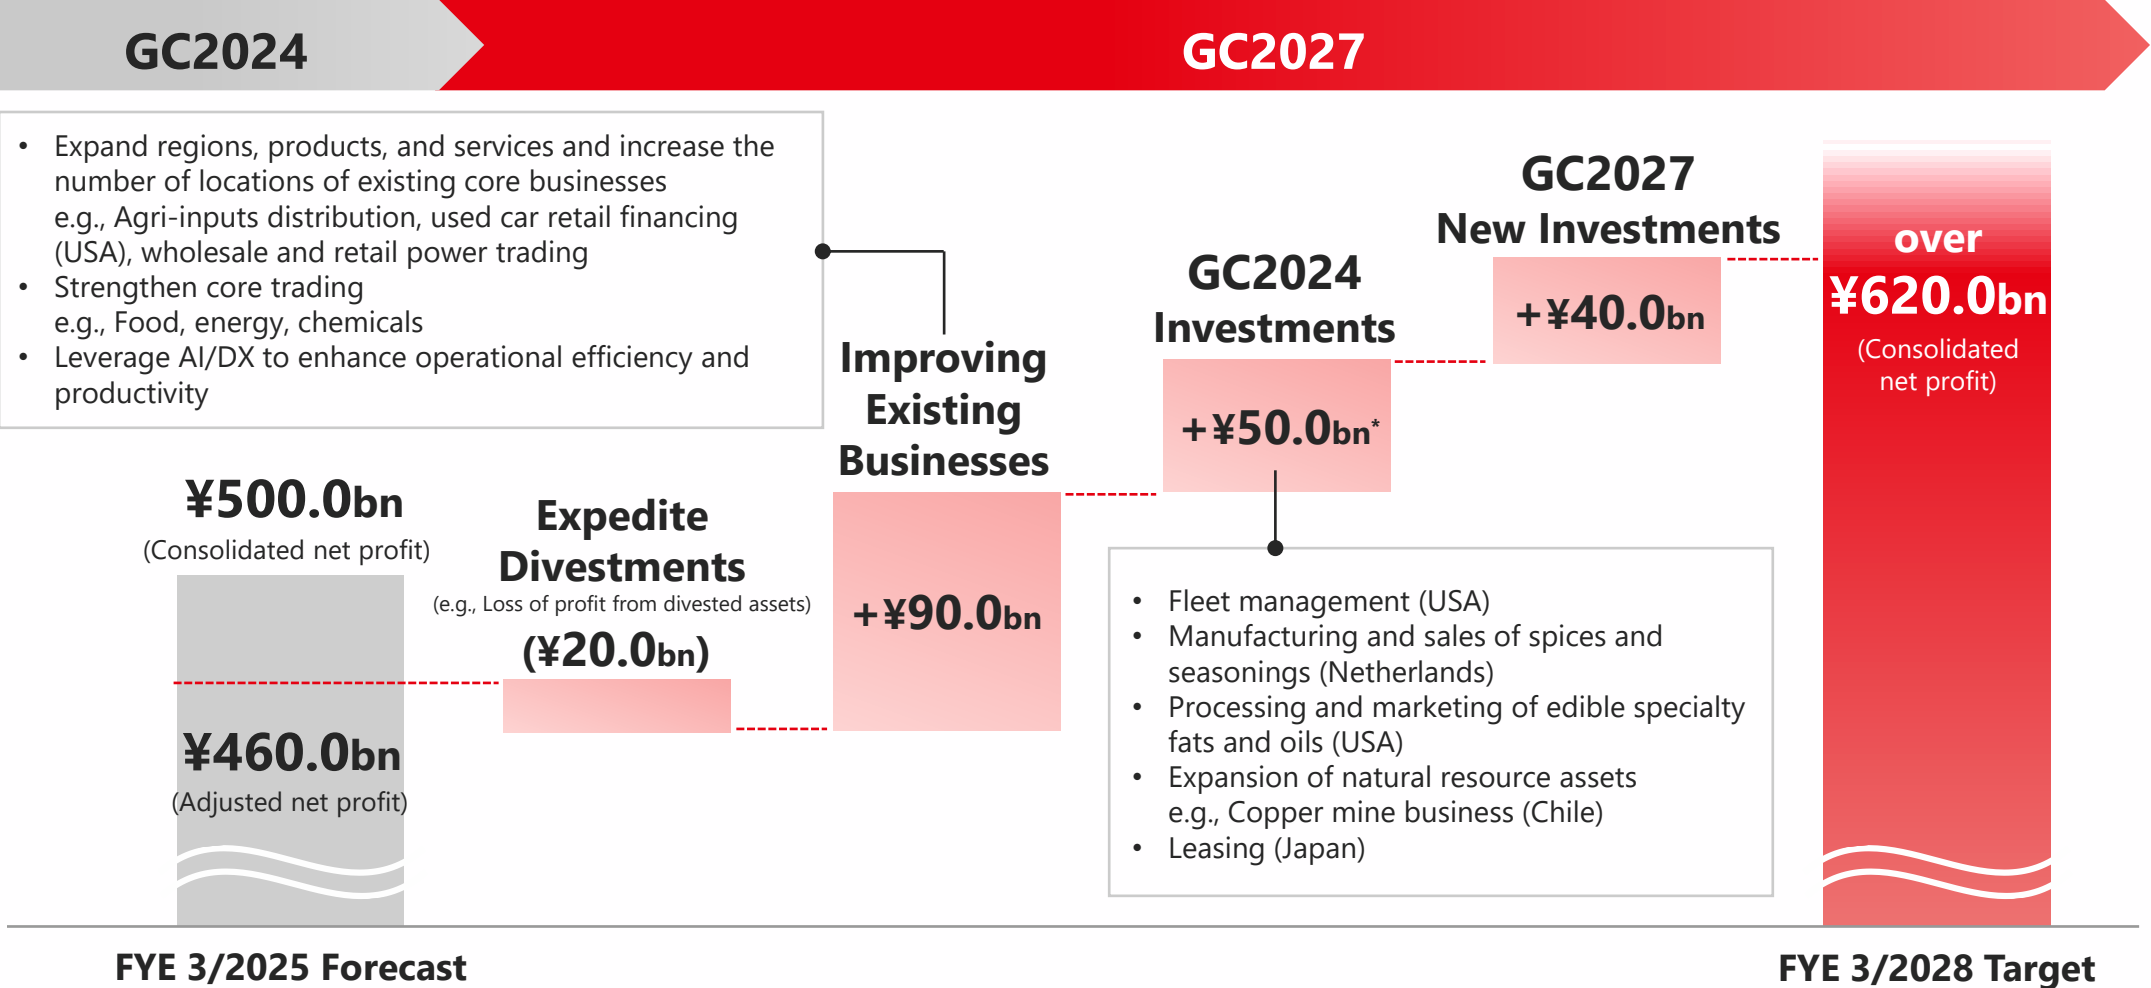 GC2024
GC2027
• Expand regions, products, and services and increase the
number of locations of existing core businesses
e.g., Agri-inputs distribution, used car retail financing
(USA), wholesale and retail power trading
• Strengthen core trading
e.g., Food, energy, chemicals
• Leverage AI/DX to enhance operational efficiency and
productivity
¥500.0bn
(Consolidated net profit)
¥460.0bn
(Adjusted net profit)
Expedite
Divestments
(e.g., Loss of profit from divested assets)
(¥20.0bn)
Improving
Existing
Businesses
+¥90.0bn
GC2024
Investments
+¥50.0bn*
• Fleet management (USA)
• Manufacturing and sales of spices and
seasonings (Netherlands)
• Processing and marketing of edible specialty
fats and oils (USA)
• Expansion of natural resource assets
e.g., Copper mine business (Chile)
• Leasing (Japan)
GC2027
New Investments
+¥40.0bn
over
¥620.0bn
(Consolidated
net profit)
FYE 3/2025 Forecast
FYE 3/2028 Target